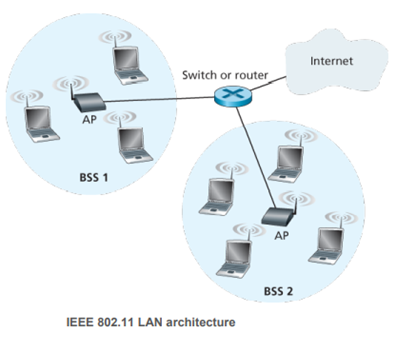 Internet
Switch or router
AP
BSS 1
AP
BSS 2
IEEE 802.11 LAN architecture